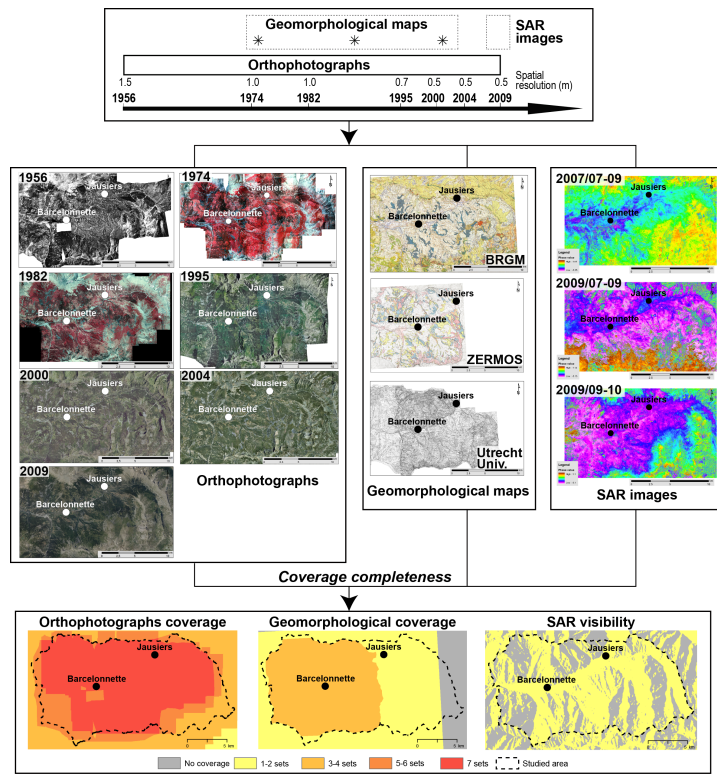 Geomorphological maps
SAR images
Orthophotographs
Spatial resolution (m)
1.5 1.0 1.0 0.7 0.5 0.5 0.5
1956 1974 1982 1995 2000 2004 2009
1956
Jausiers
Barcelonnette
1974
Jausiers
Barcelonnette
1982
Jausiers
Barcelonnette
1995
Jausiers
Barcelonnette
2000
Jausiers
Barcelonnette
2004
Jausiers
Barcelonnette
2009
Jausiers
Barcelonnette
Orthophotographs
Jausiers
Barcelonnette
BRGM
Jausiers
Barcelonnette
ZERMOS
Jausiers
Barcelonnette
Utrecht Univ.
Geomorphological maps
2007/07-09
Jausiers
Barcelonnette
Legend
2009/07-09
Jausiers
Barcelonnette
Legend
2009/09-10
Jausiers
Barcelonnette
Legend
SAR images
Coverage completeness
Orthophotographs coverage
Jausiers
Barcelonnette
Geomorphological coverage
Jausiers
Barcelonnette
SAR visibility
Jausiers
Barcelonnette
No coverage 1-2 sets 3-4 sets 5-6 sets 7 sets Studied area